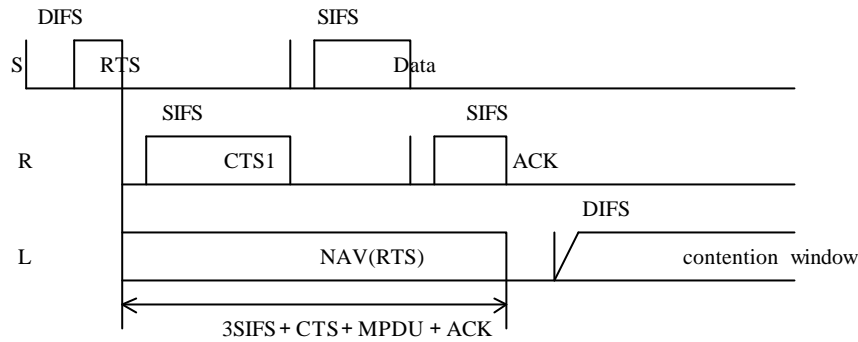 DIFS SIFS
S RTS Data
SIFS SIFS
R CTS1 ACK
DIFS
L NAV(RTS) contention window
3SIFS + CTS + MPDU + ACK